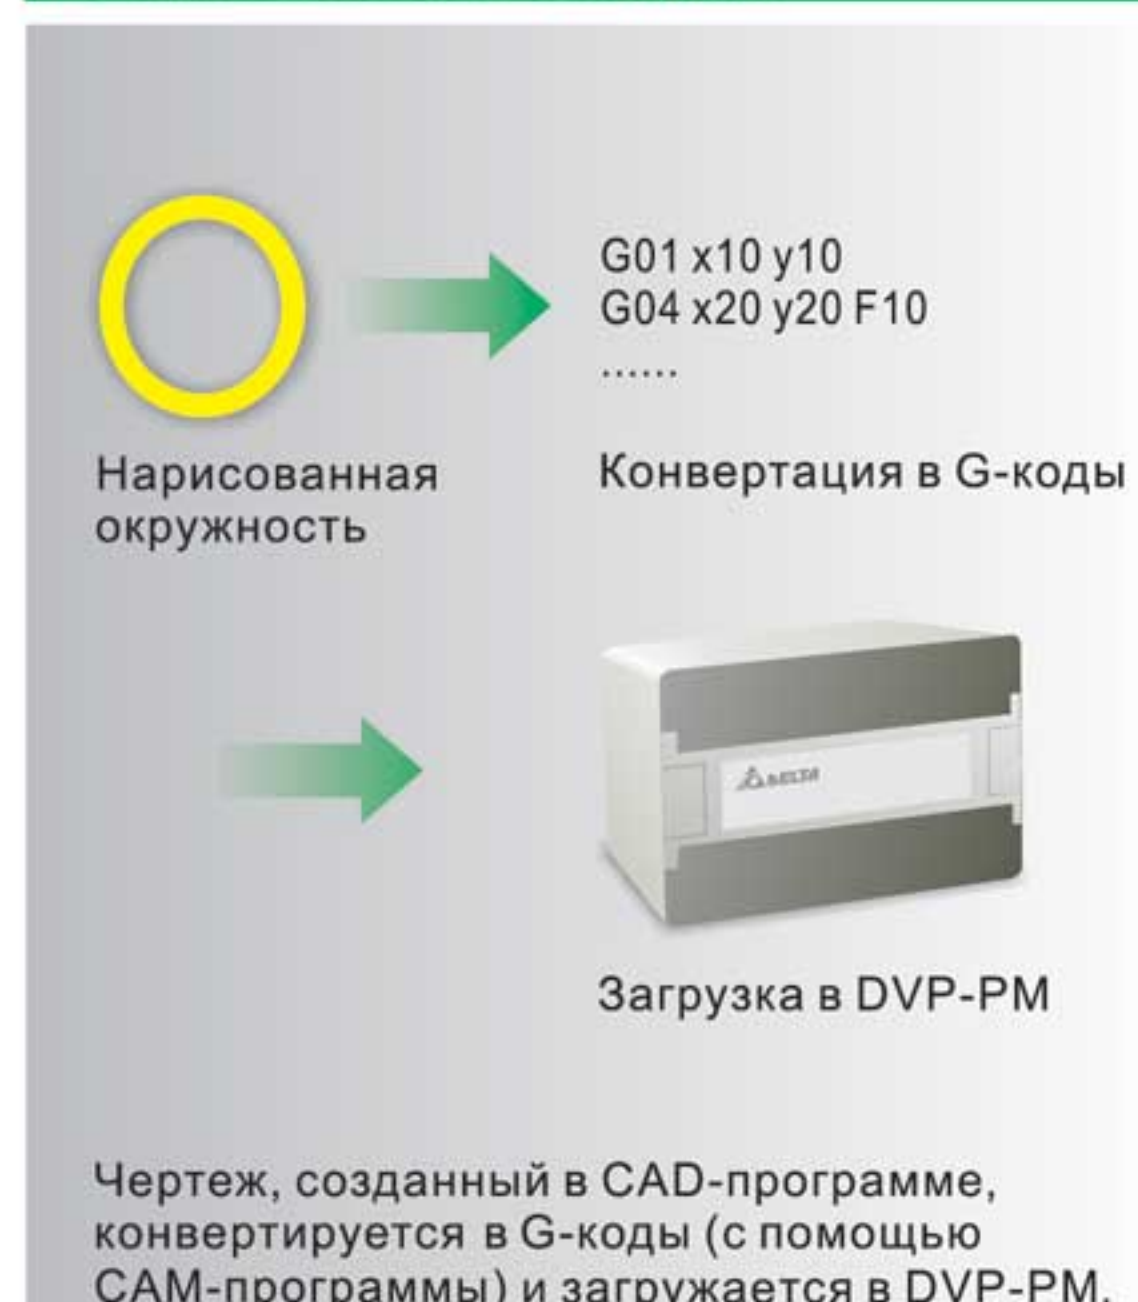 G01 x10 y10
G04 x20 y20 F10
......
Нарисованная
окружность
Конвертация в G-коды
DELTA
Загрузка в DVP-PM
Чертеж, созданный в CAD-программе,
конвертируется в G-коды (с помощью
CAM-программы) и загружается в DVP-PM.